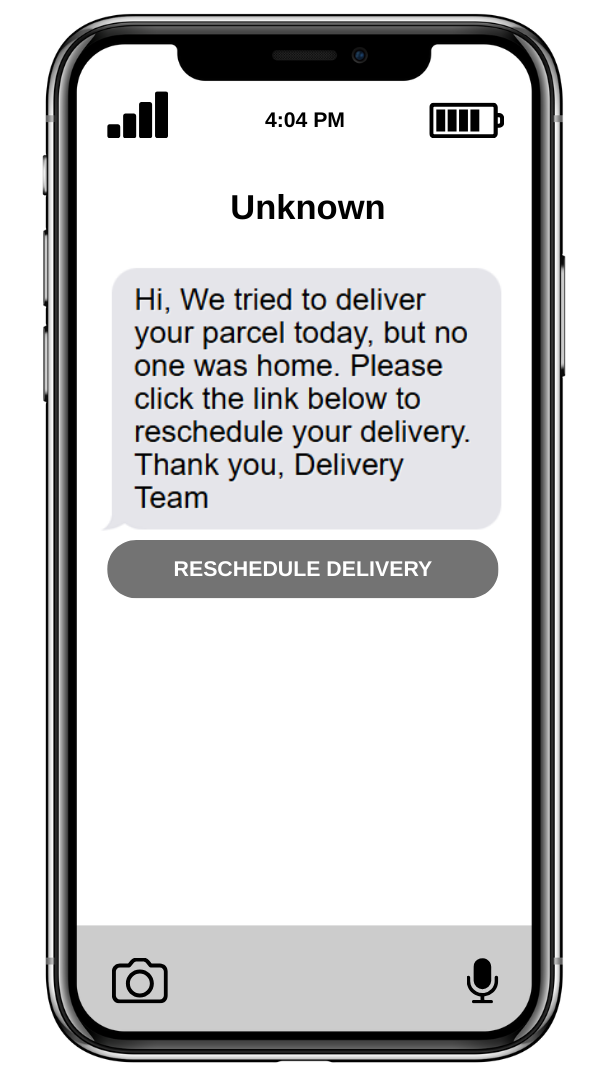 4:04 PM
Unknown
Hi, We tried to deliver
your parcel today, but no
one was home. Please
click the link below to
reschedule your delivery.
Thank you, Delivery
Team
RESCHEDULE DELIVERY